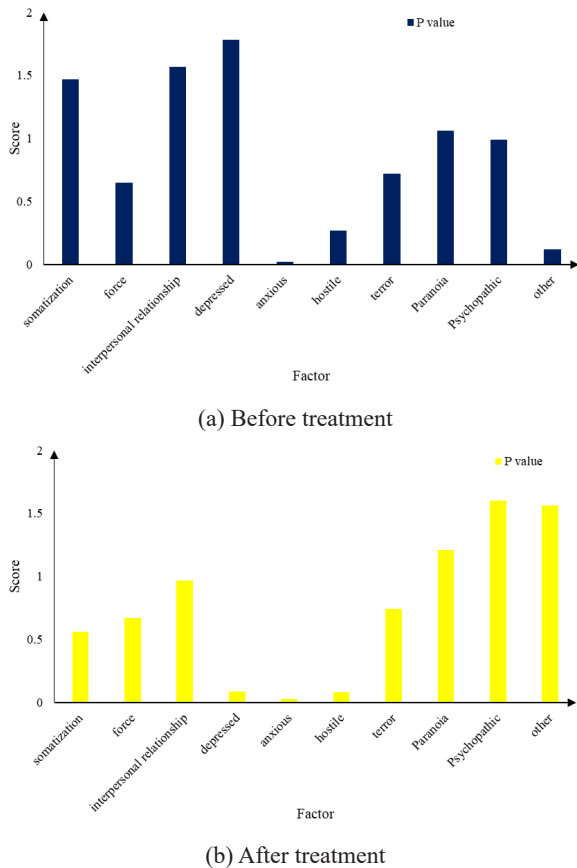 2
P value
1.5
1
0.5
0
Score
somatization
force
interpersonal relationship
depressed
anxious
hostile
terror
Paranoia
Psychopathic
other
Factor
(a) Before treatment
2
P value
1.5
1
0.5
0
Score
somatization
force
interpersonal relationship
depressed
anxious
hostile
terror
Paranoia
Psychopathic
other
Factor
(b) After treatment